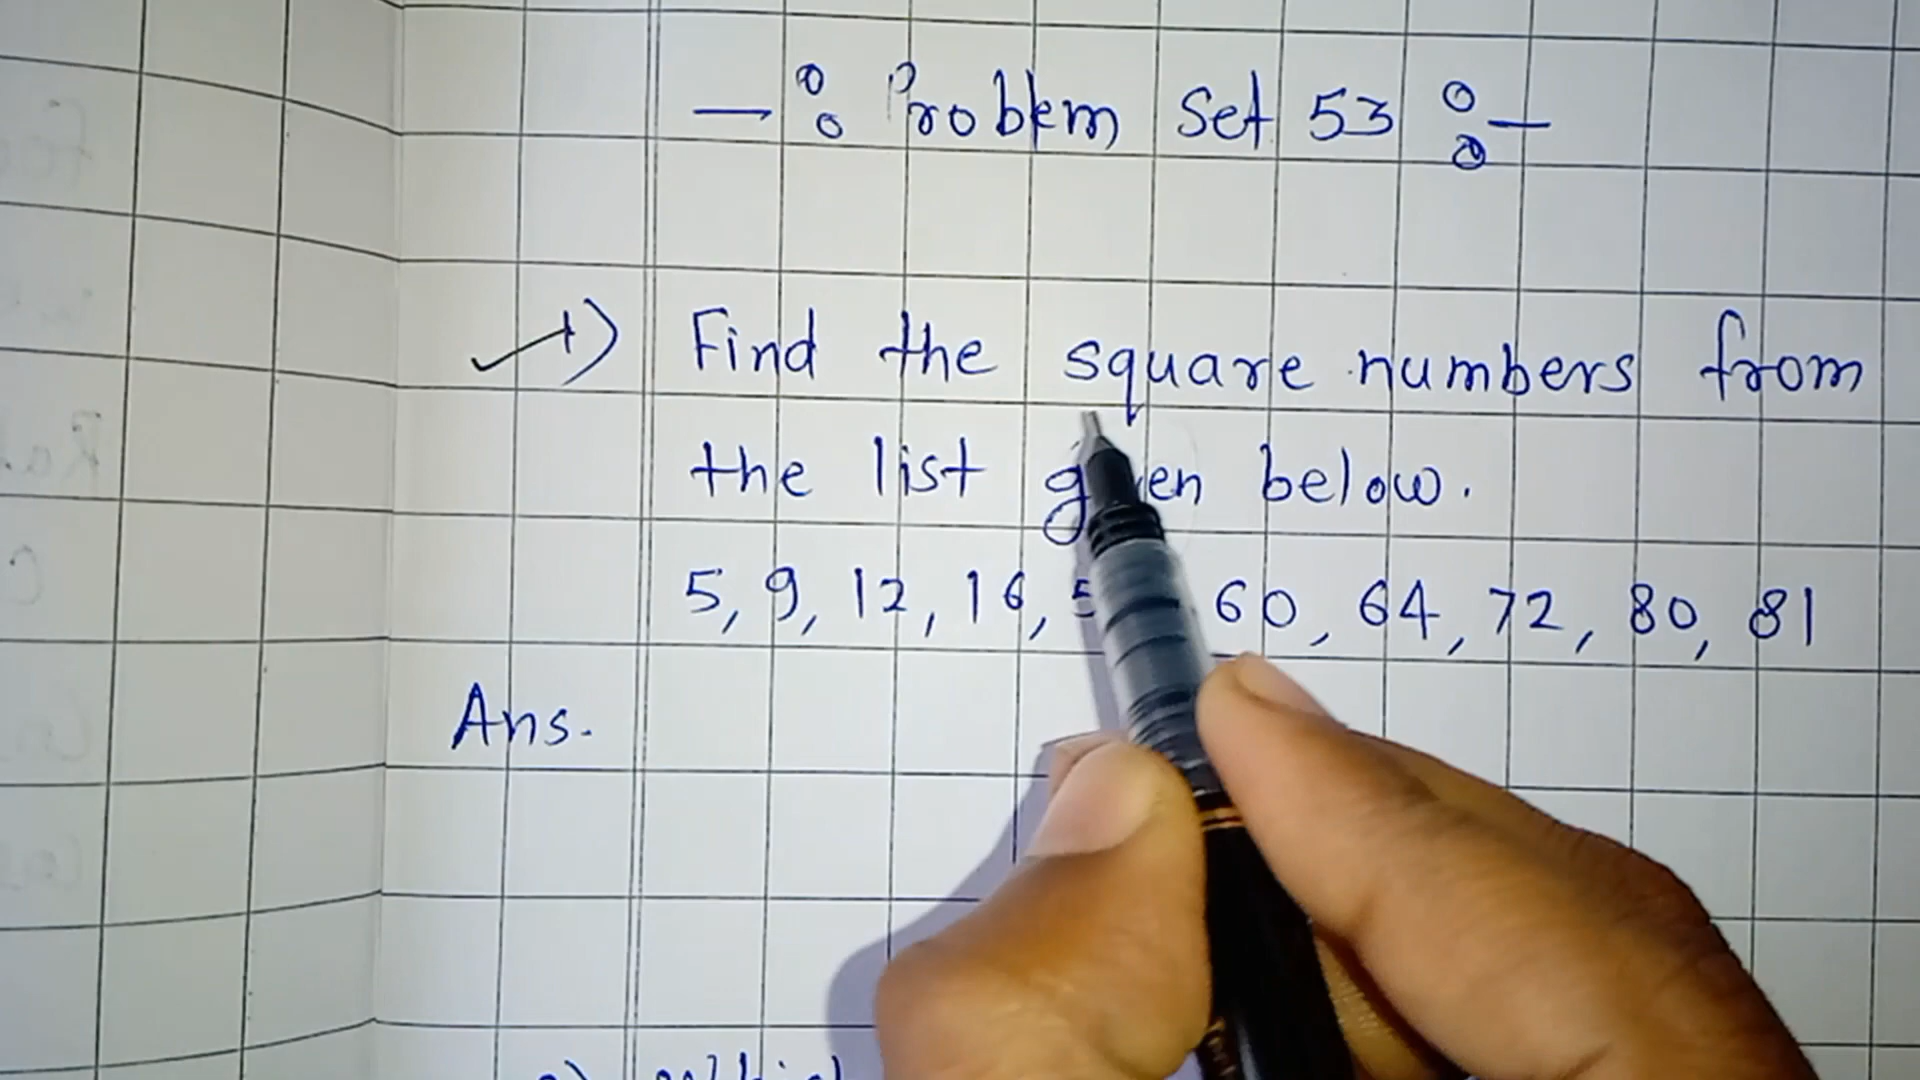 —: Problem Set 53 :—
1) Find the square numbers from
the list below.
5, 9, 12, 16, 60, 64, 72, 80, 81
Ans.